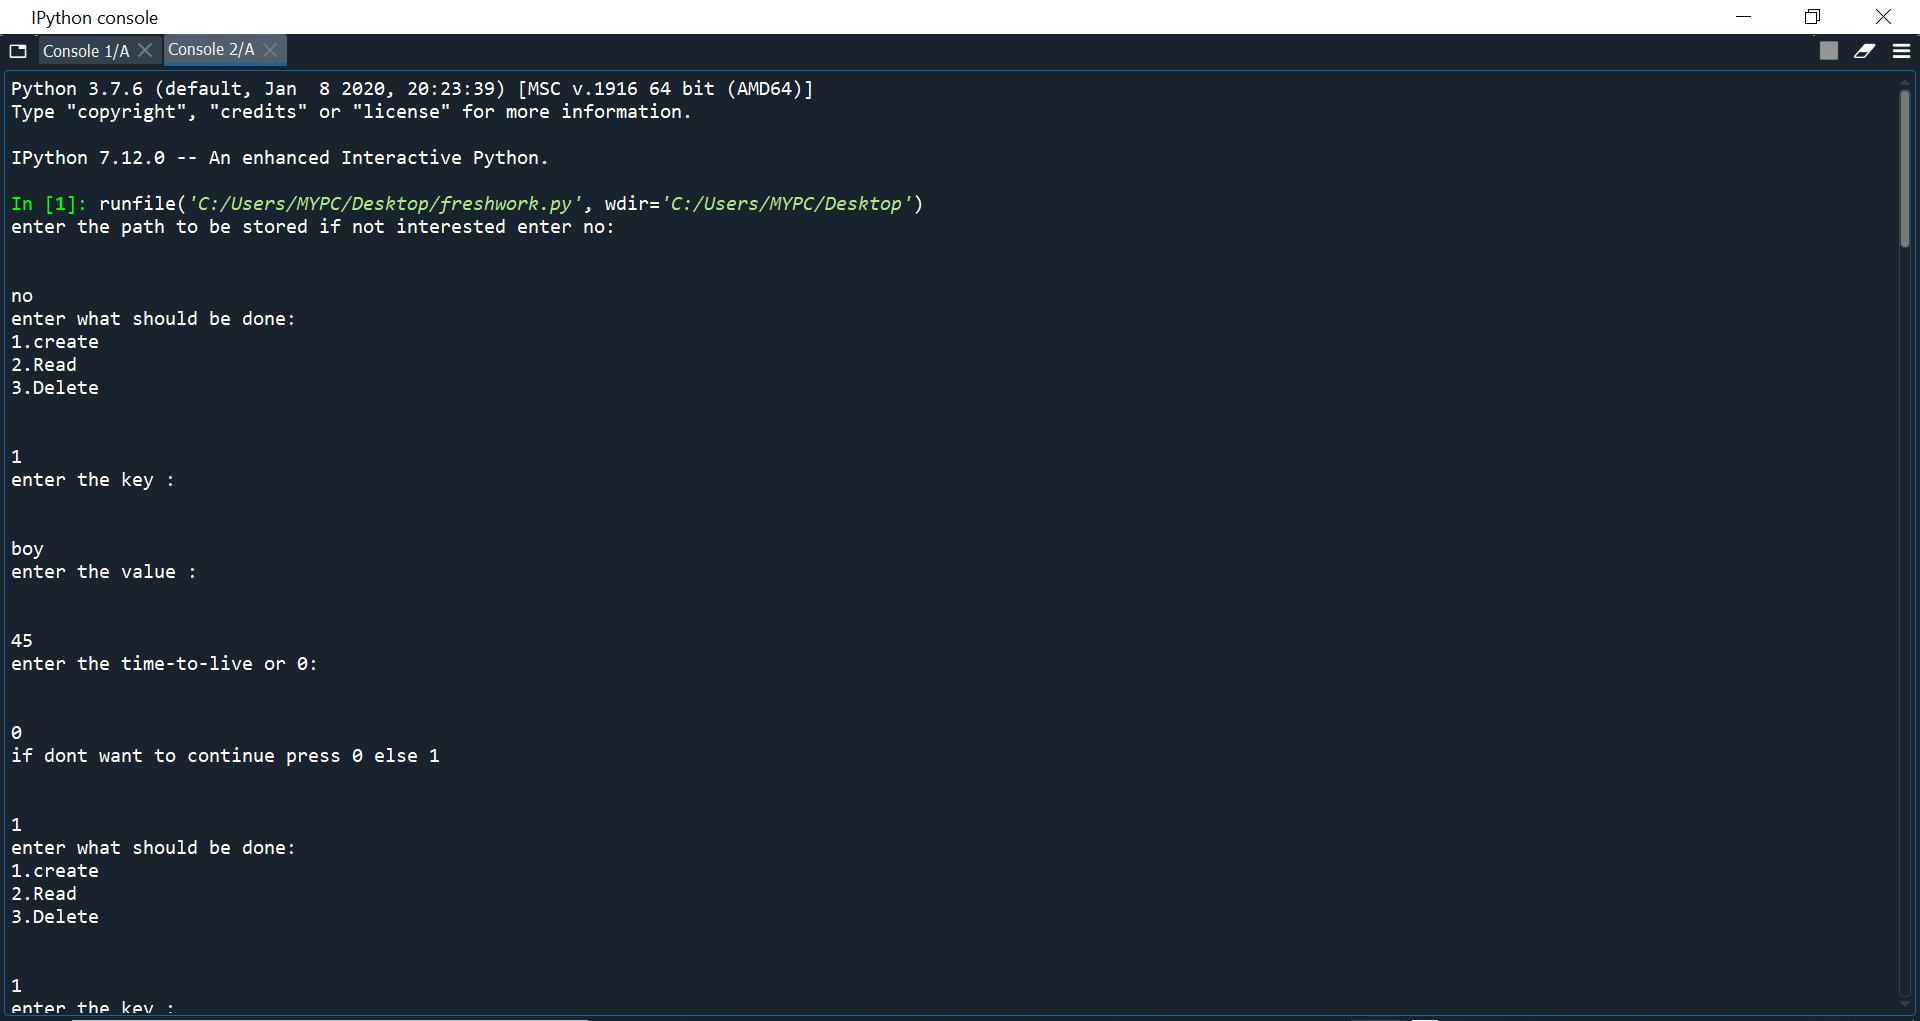 IPython console
Console 1/A
Console 2/A
Python 3.7.6 (default, Jan  8 2020, 20:23:39) [MSC v.1916 64 bit (AMD64)]
Type "copyright", "credits" or "license" for more information.
IPython 7.12.0 -- An enhanced Interactive Python.
In [1]: runfile('C:/Users/MYPC/Desktop/freshwork.py', wdir='C:/Users/MYPC/Desktop')
enter the path to be stored if not interested enter no:
no
enter what should be done:
1.create
2.Read
3.Delete
1
enter the key :
boy
enter the value :
45
enter the time-to-live or 0:
0
if dont want to continue press 0 else 1
1
enter what should be done:
1.create
2.Read
3.Delete
1
enter the key :